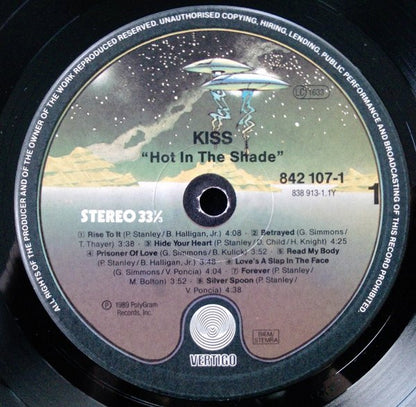 ALL RIGHTS OF THE PRODUCER AND OF THE OWNER OF THE WORK REPRODUCED RESERVED. UNAUTHORISED COPYING, HIRING, LENDING, PUBLIC PERFORMANCE AND BROADCASTING OF THIS RECORD PROHIBITED.
LC 1633
KISS
"Hot In The Shade"
842 107-1
838 913-1.1Y
1
STEREO 33⅓
① Rise To It (P. Stanley/B. Halligan, Jr.) 4:08 ② Betrayed (G. Simmons/
T. Thayer) 3:38 ③ Hide Your Heart (P. Stanley/D. Child/H. Knight) 4:25
④ Prisoner Of Love (G. Simmons/B. Kulick) 3:52 ⑤ Read My Body
(P. Stanley/B. Halligan, Jr.) 3:48 ⑥ Love's A Slap In The Face
(G. Simmons/V. Poncia) 4:00 ⑦ Forever (P. Stanley/
M. Bolton) 3:52 ⑧ Silver Spoon (P. Stanley/
V. Poncia) 4:38
Ⓟ 1989 PolyGram
Records, Inc.
BIEM/
STEMRA
VERTIGO